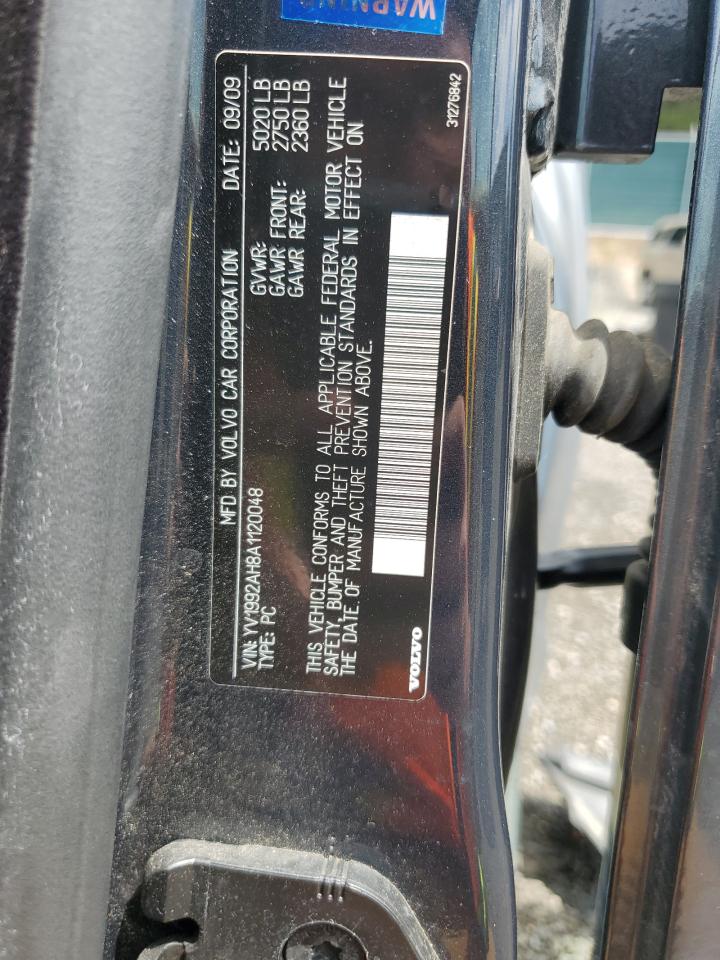 WARNING
MFD BY VOLVO CAR CORPORATION DATE: 09/09
VIN: YV1992AH8A1120048 GVWR: 5020 LB
TYPE: PC GAWR FRONT: 2750 LB
GAWR REAR: 2360 LB
THIS VEHICLE CONFORMS TO ALL APPLICABLE FEDERAL MOTOR VEHICLE
SAFETY, BUMPER AND THEFT PREVENTION STANDARDS IN EFFECT ON
THE DATE OF MANUFACTURE SHOWN ABOVE.
VOLVO
31276842